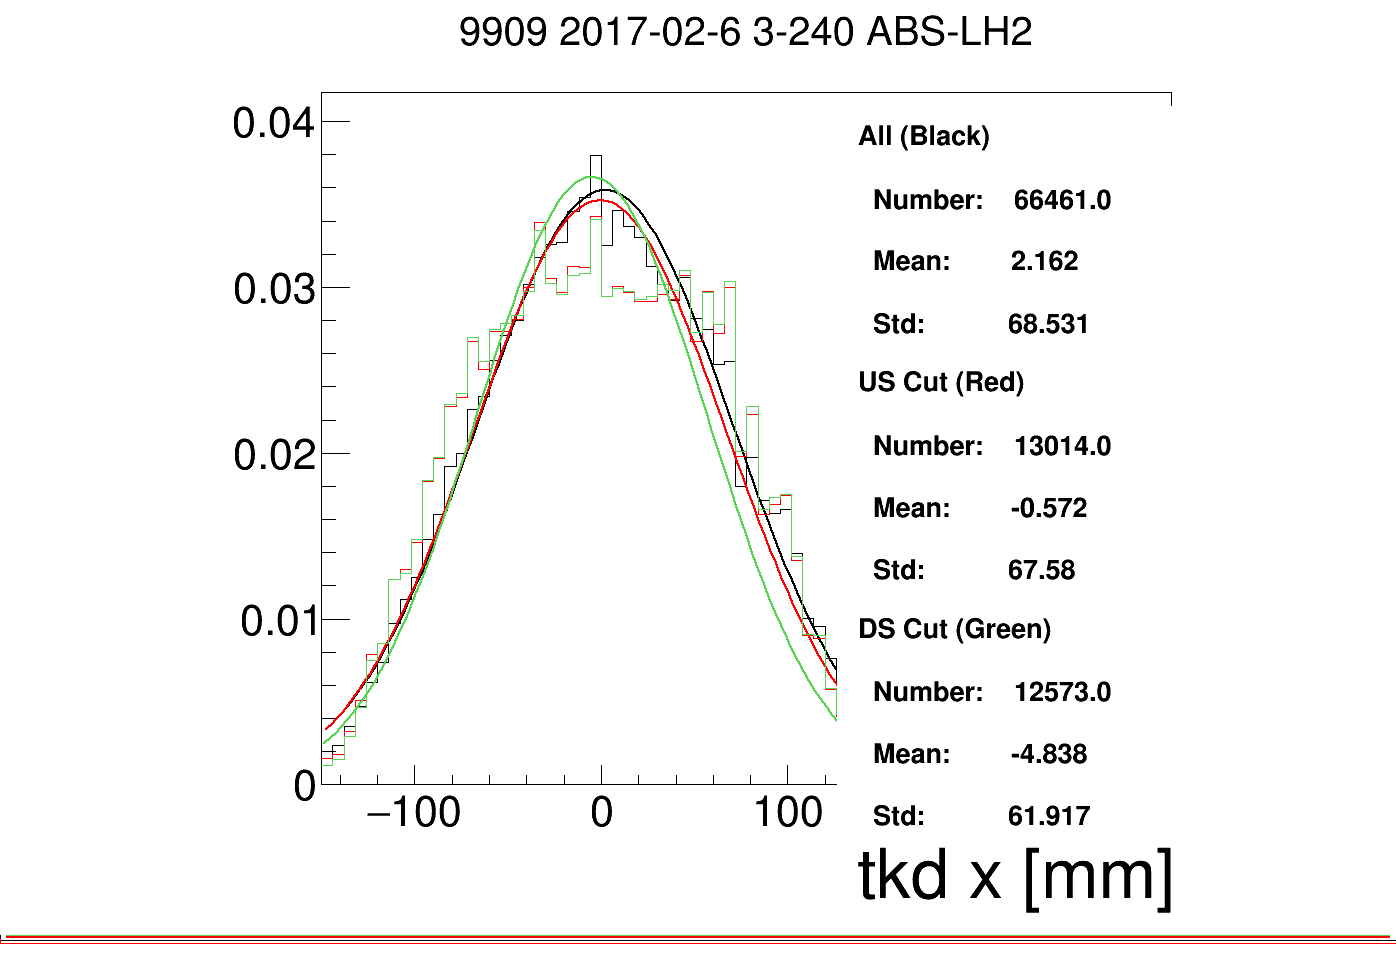 9909 2017-02-6 3-240 ABS-LH2
0.04
0.03
0.02
0.01
0
−100 0 100
All (Black)
Number: 66461.0
Mean: 2.162
Std: 68.531
US Cut (Red)
Number: 13014.0
Mean: -0.572
Std: 67.58
DS Cut (Green)
Number: 12573.0
Mean: -4.838
Std: 61.917
tkd x [mm]